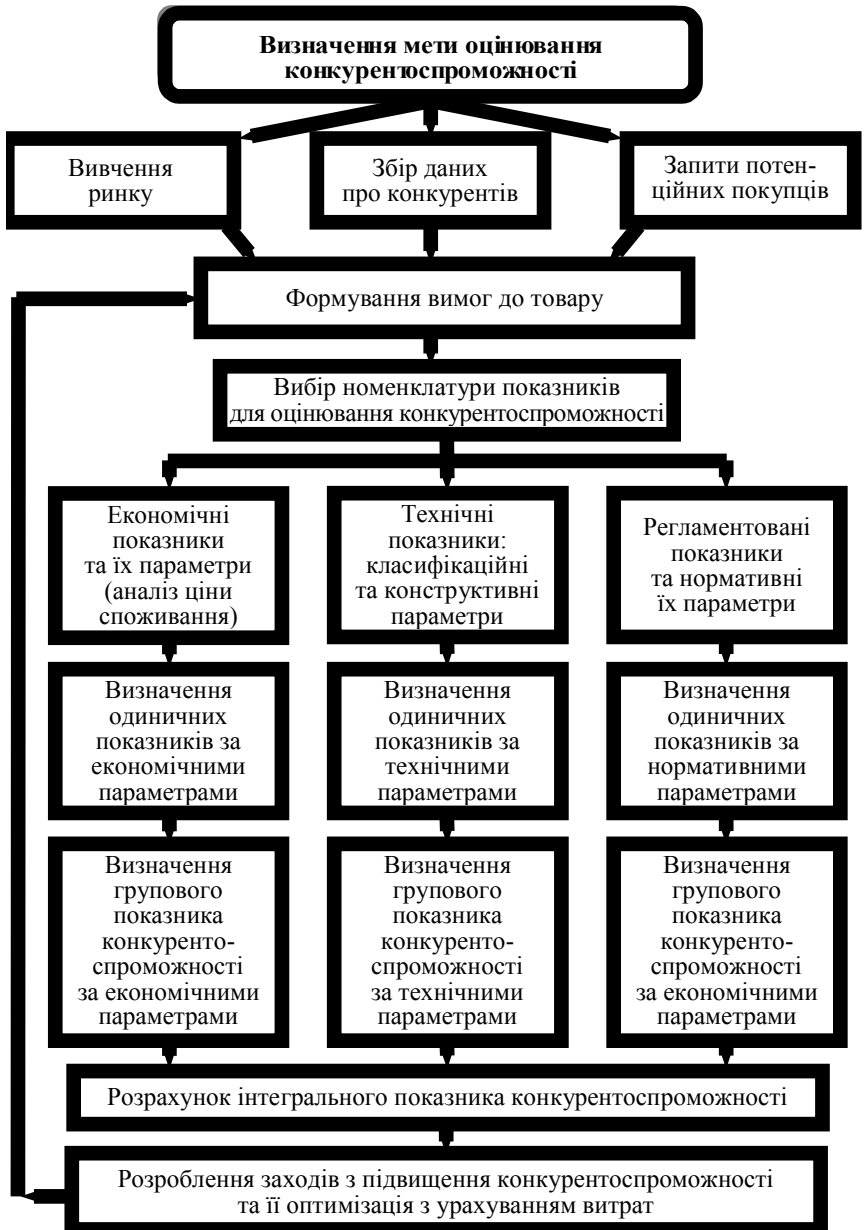 Визначення мети оцінювання
конкурентоспроможності
Вивчення
ринку
Збір даних
про конкурентів
Запити потен-
ційних покупців
Формування вимог до товару
Вибір номенклатури показників
для оцінювання конкурентоспроможності
Економічні
показники
та їх параметри
(аналіз ціни
споживання)
Технічні
показники:
класифікаційні
та конструктивні
параметри
Регламентовані
показники
та нормативні
їх параметри
Визначення
одиничних
показників за
економічними
параметрами
Визначення
одиничних
показників за
технічними
параметрами
Визначення
одиничних
показників за
нормативними
параметрами
Визначення
групового
показника
конкуренто-
спроможності
за економічними
параметрами
Визначення
групового
показника
конкуренто-
спроможності
за технічними
параметрами
Визначення
групового
показника
конкуренто-
спроможності
за економічними
параметрами
Розрахунок інтегрального показника конкурентоспроможності
Розроблення заходів з підвищення конкурентоспроможності
та її оптимізація з урахуванням витрат